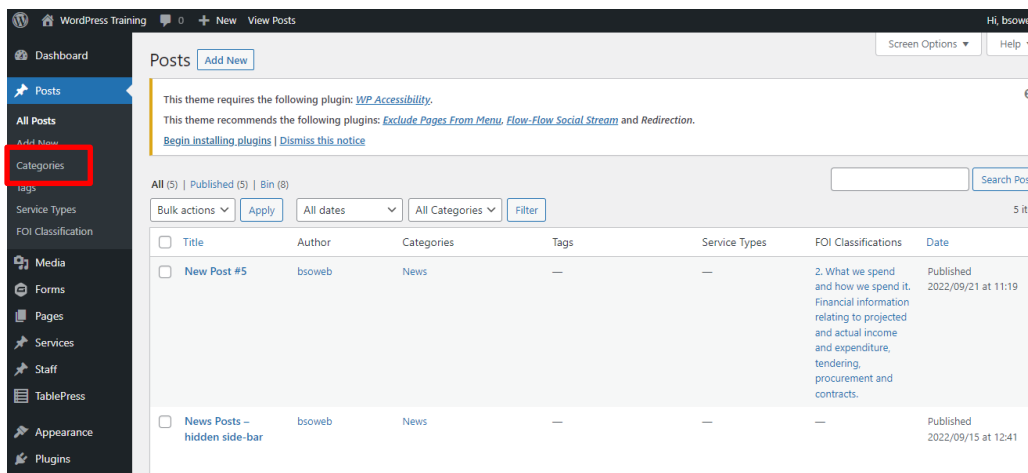 WordPress Training 0 + New View Posts Hi, bsowe
Dashboard
Posts
All Posts
Add New
Categories
Tags
Service Types
FOI Classification
Media
Forms
Pages
Services
Staff
TablePress
Appearance
Plugins
Screen Options ▼ Help
Posts Add New
This theme requires the following plugin: WP Accessibility.
This theme recommends the following plugins: Exclude Pages From Menu, Flow-Flow Social Stream and Redirection.
Begin installing plugins | Dismiss this notice
All (5) | Published (5) | Bin (8)
Search Pos
Bulk actions Apply All dates All Categories Filter 5 it
Title Author Categories Tags Service Types FOI Classifications Date
New Post #5 bsoweb News — — 2. What we spend Published
and how we spend it. 2022/09/21 at 11:19
Financial information
relating to projected
and actual income
and expenditure,
tendering,
procurement and
contracts.
News Posts – bsoweb News — — — Published
hidden side-bar 2022/09/15 at 12:41